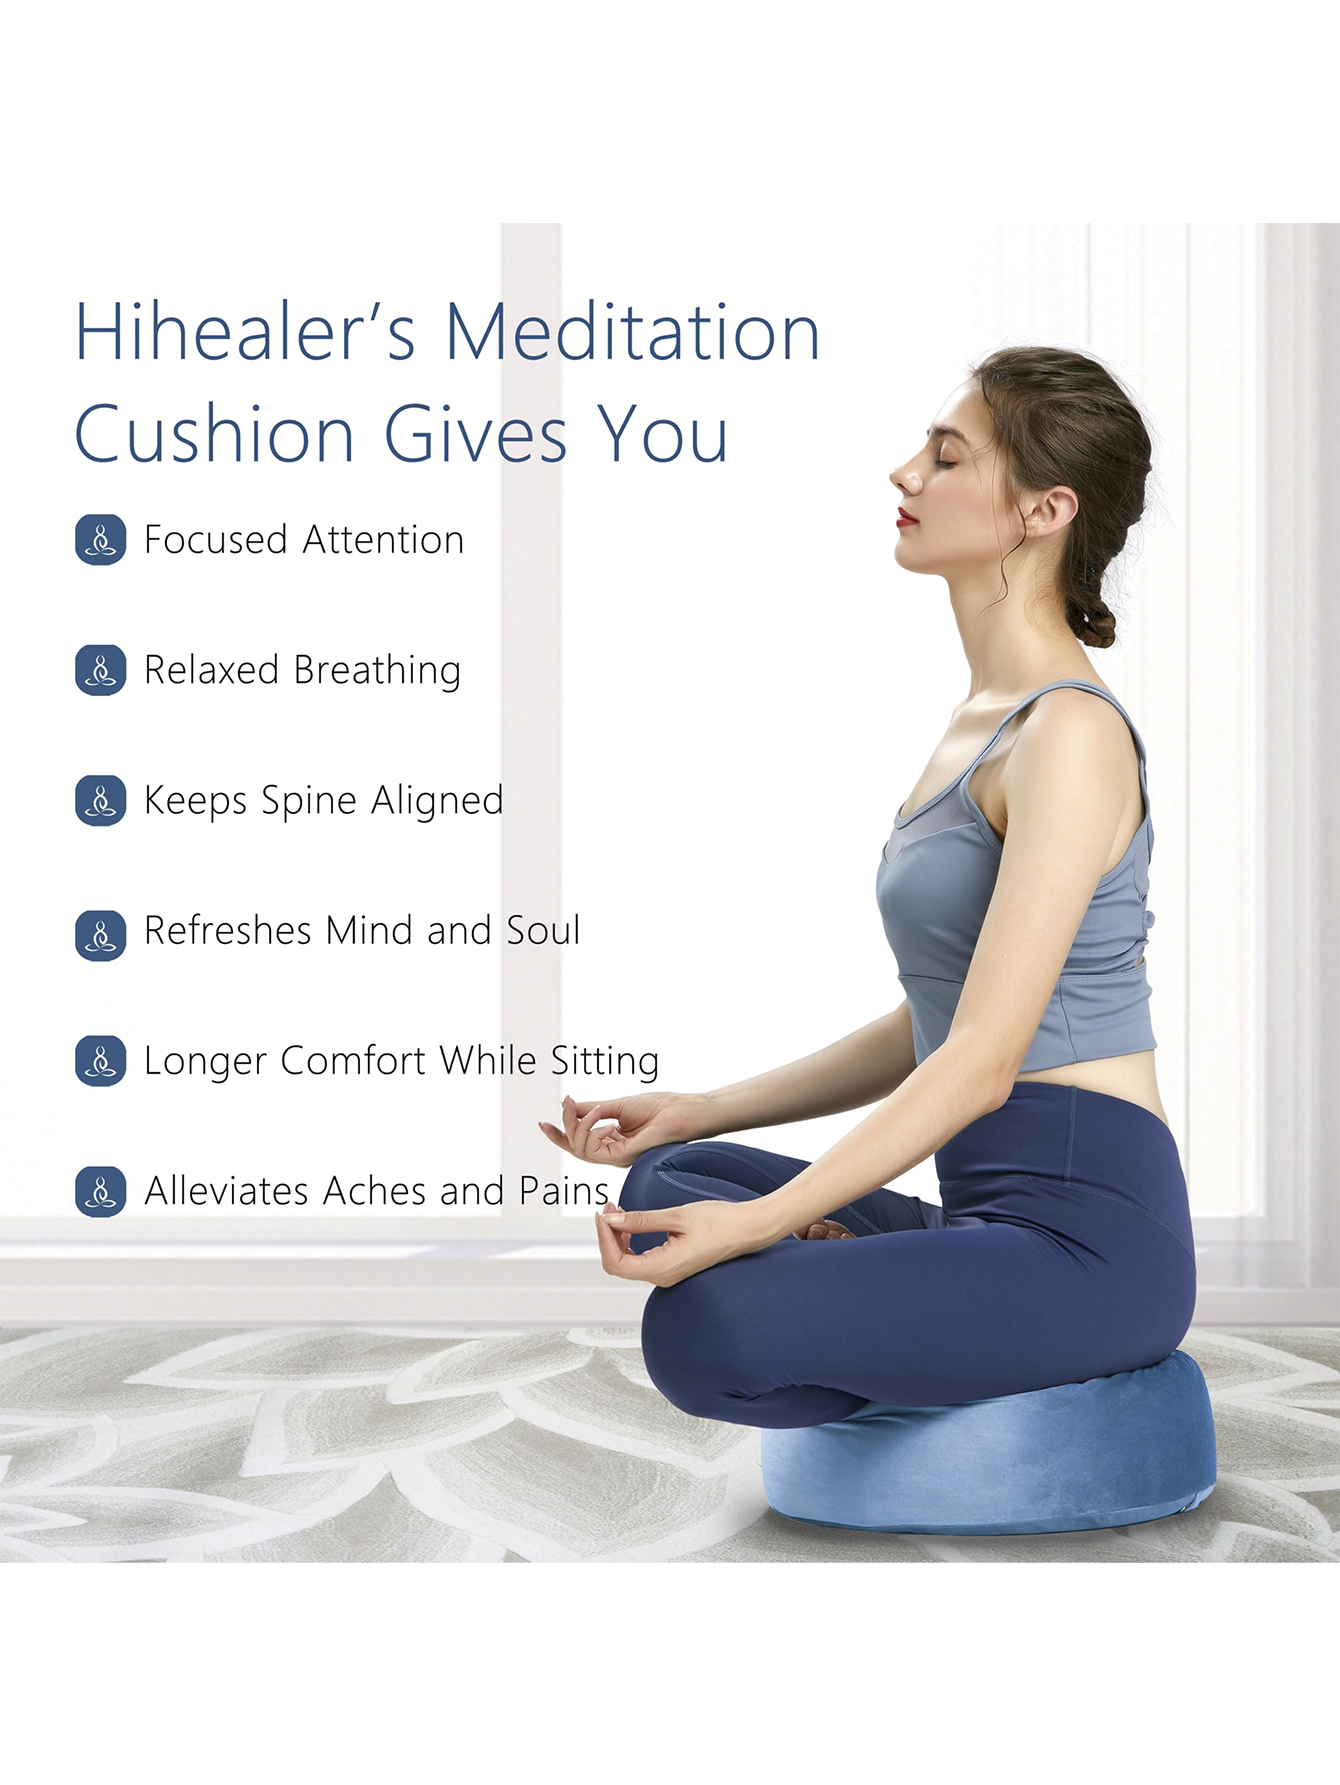 Hihealer’s Meditation
Cushion Gives You
Focused Attention
Relaxed Breathing
Keeps Spine Aligned
Refreshes Mind and Soul
Longer Comfort While Sitting
Alleviates Aches and Pains